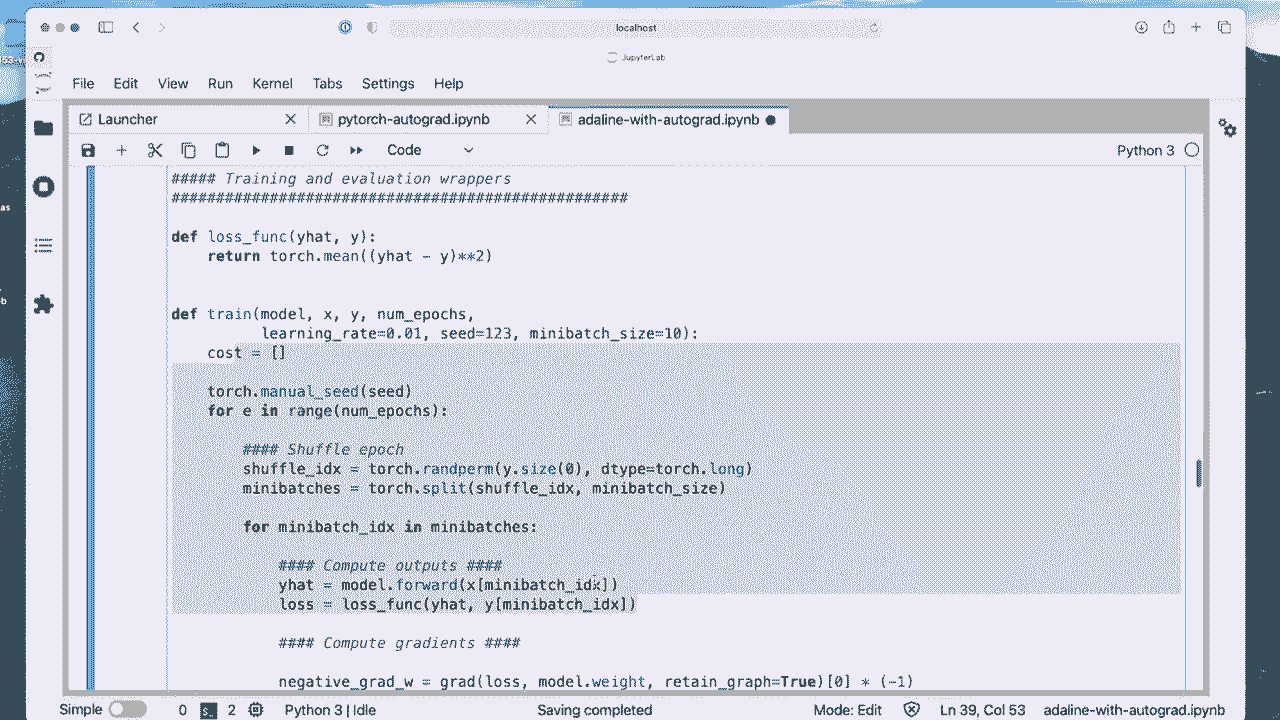 localhost
JupyterLab
File Edit View Run Kernel Tabs Settings Help
Launcher pytorch-autograd.ipynb adaline-with-autograd.ipynb
Code Python 3
##### Training and evaluation wrappers
###################################################
def loss_func(yhat, y):
    return torch.mean((yhat - y)**2)
def train(model, x, y, num_epochs,
          learning_rate=0.01, seed=123, minibatch_size=10):
    cost = []
    torch.manual_seed(seed)
    for e in range(num_epochs):
        #### Shuffle epoch
        shuffle_idx = torch.randperm(y.size(0), dtype=torch.long)
        minibatches = torch.split(shuffle_idx, minibatch_size)
        for minibatch_idx in minibatches:
            #### Compute outputs ####
            yhat = model.forward(x[minibatch_idx])
            loss = loss_func(yhat, y[minibatch_idx])
            #### Compute gradients ####
            negative_grad_w = grad(loss, model.weight, retain_graph=True)[0] * (-1)
Simple 0 2 Python 3 | Idle Saving completed Mode: Edit Ln 39, Col 53 adaline-with-autograd.ipynb